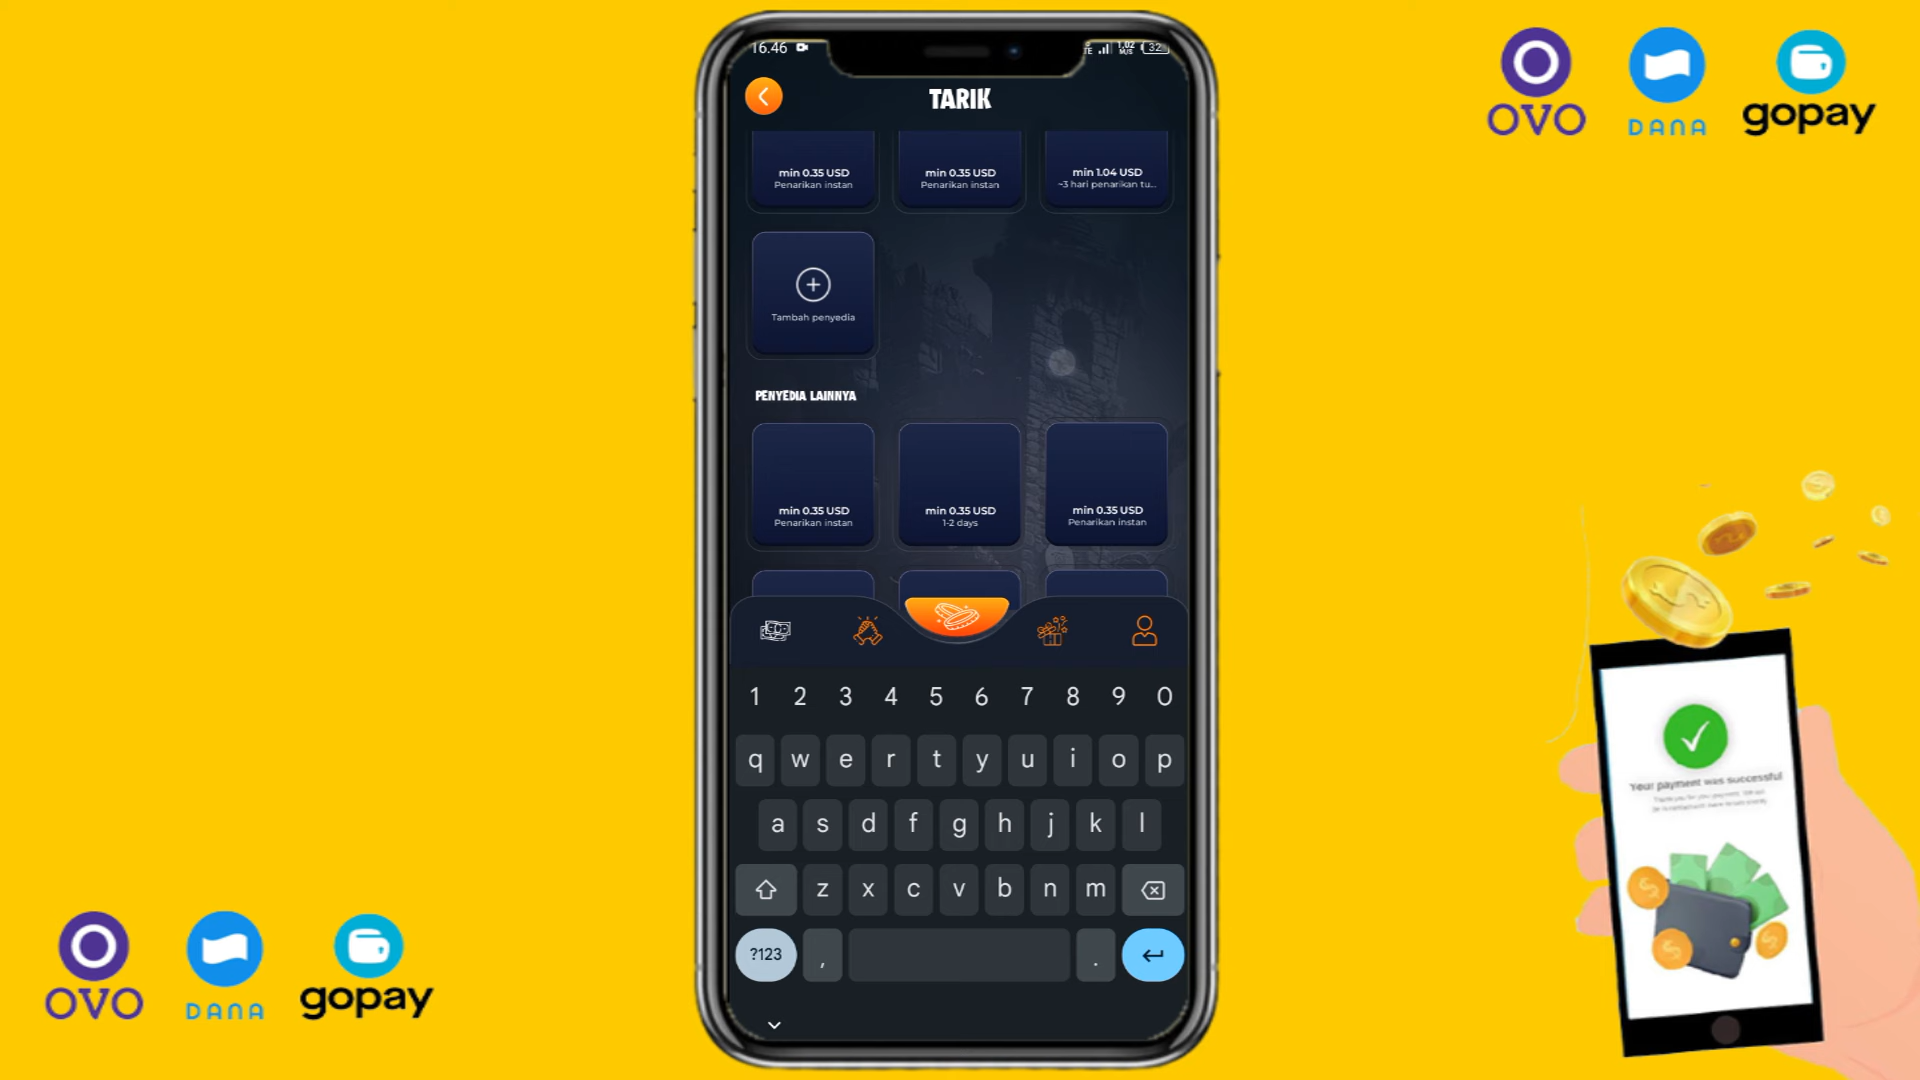 16.46
1,02
32
TARIK
min 0.35 USD
Penarikan instan
min 0.35 USD
Penarikan instan
min 1.04 USD
~3 hari penarikan tu...
Tambah penyedia
PENYEDIA LAINNYA
min 0.35 USD
Penarikan instan
min 0.35 USD
1-2 days
min 0.35 USD
Penarikan instan
1 2 3 4 5 6 7 8 9 0
q w e r t y u i o p
a s d f g h j k l
z x c v b n m
?123 , .
OVO
DANA
gopay
OVO
DANA
gopay
Your payment was successful